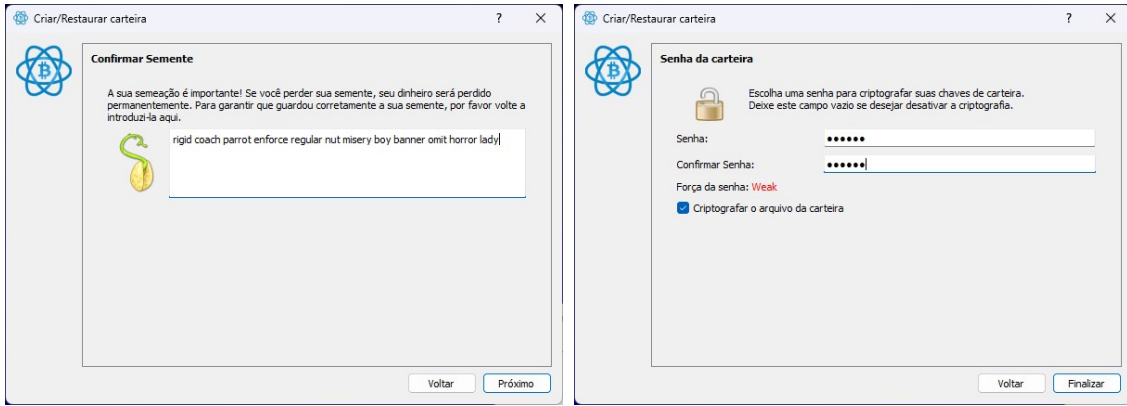 Criar/Restaurar carteira
Confirmar Semente
A sua semeação é importante! Se você perder sua semente, seu dinheiro será perdido
permanentemente. Para garantir que guardou corretamente a sua semente, por favor volte a
introduzi-la aqui.
rigid coach parrot enforce regular nut misery boy banner omit horror lady
Voltar
Próximo
Criar/Restaurar carteira
Senha da carteira
Escolha uma senha para criptografar suas chaves de carteira.
Deixe este campo vazio se desejar desativar a criptografia.
Senha: ••••••
Confirmar Senha: ••••••
Força da senha: Weak
Criptografar o arquivo da carteira
Voltar
Finalizar